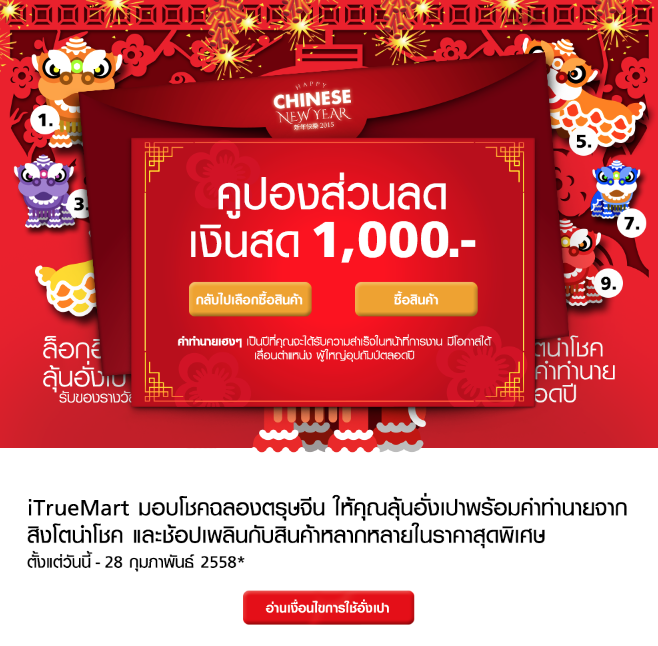 HAPPY
CHINESE
NEW YEAR
新年快樂 2015
1.
3
5.
7.
9.
คูปองส่วนลด
เงินสด 1,000.-
กลับไปเลือกซื้อสินค้า
ซื้อสินค้า
คำทำนายเฮงๆ เป็นปีที่คุณจะได้รับความสำเร็จในหน้าที่การงาน มีโอกาสได้
เลื่อนตำแหน่ง ผู้ใหญ่อุปถัมป์ตลอดปี
ล็อกอิ
ลุ้นอั่งเป
รับของรางวัล
นำโชค
คำทำนาย
อดปี
iTrueMart มอบโชคฉลองตรุษจีน ให้คุณลุ้นอั่งเปาพร้อมคำทำนายจาก
สิงโตนำโชค และช้อปเพลินกับสินค้าหลากหลายในราคาสุดพิเศษ
ตั้งแต่วันนี้ - 28 กุมภาพันธ์ 2558*
อ่านเงื่อนไขการใช้อั่งเปา